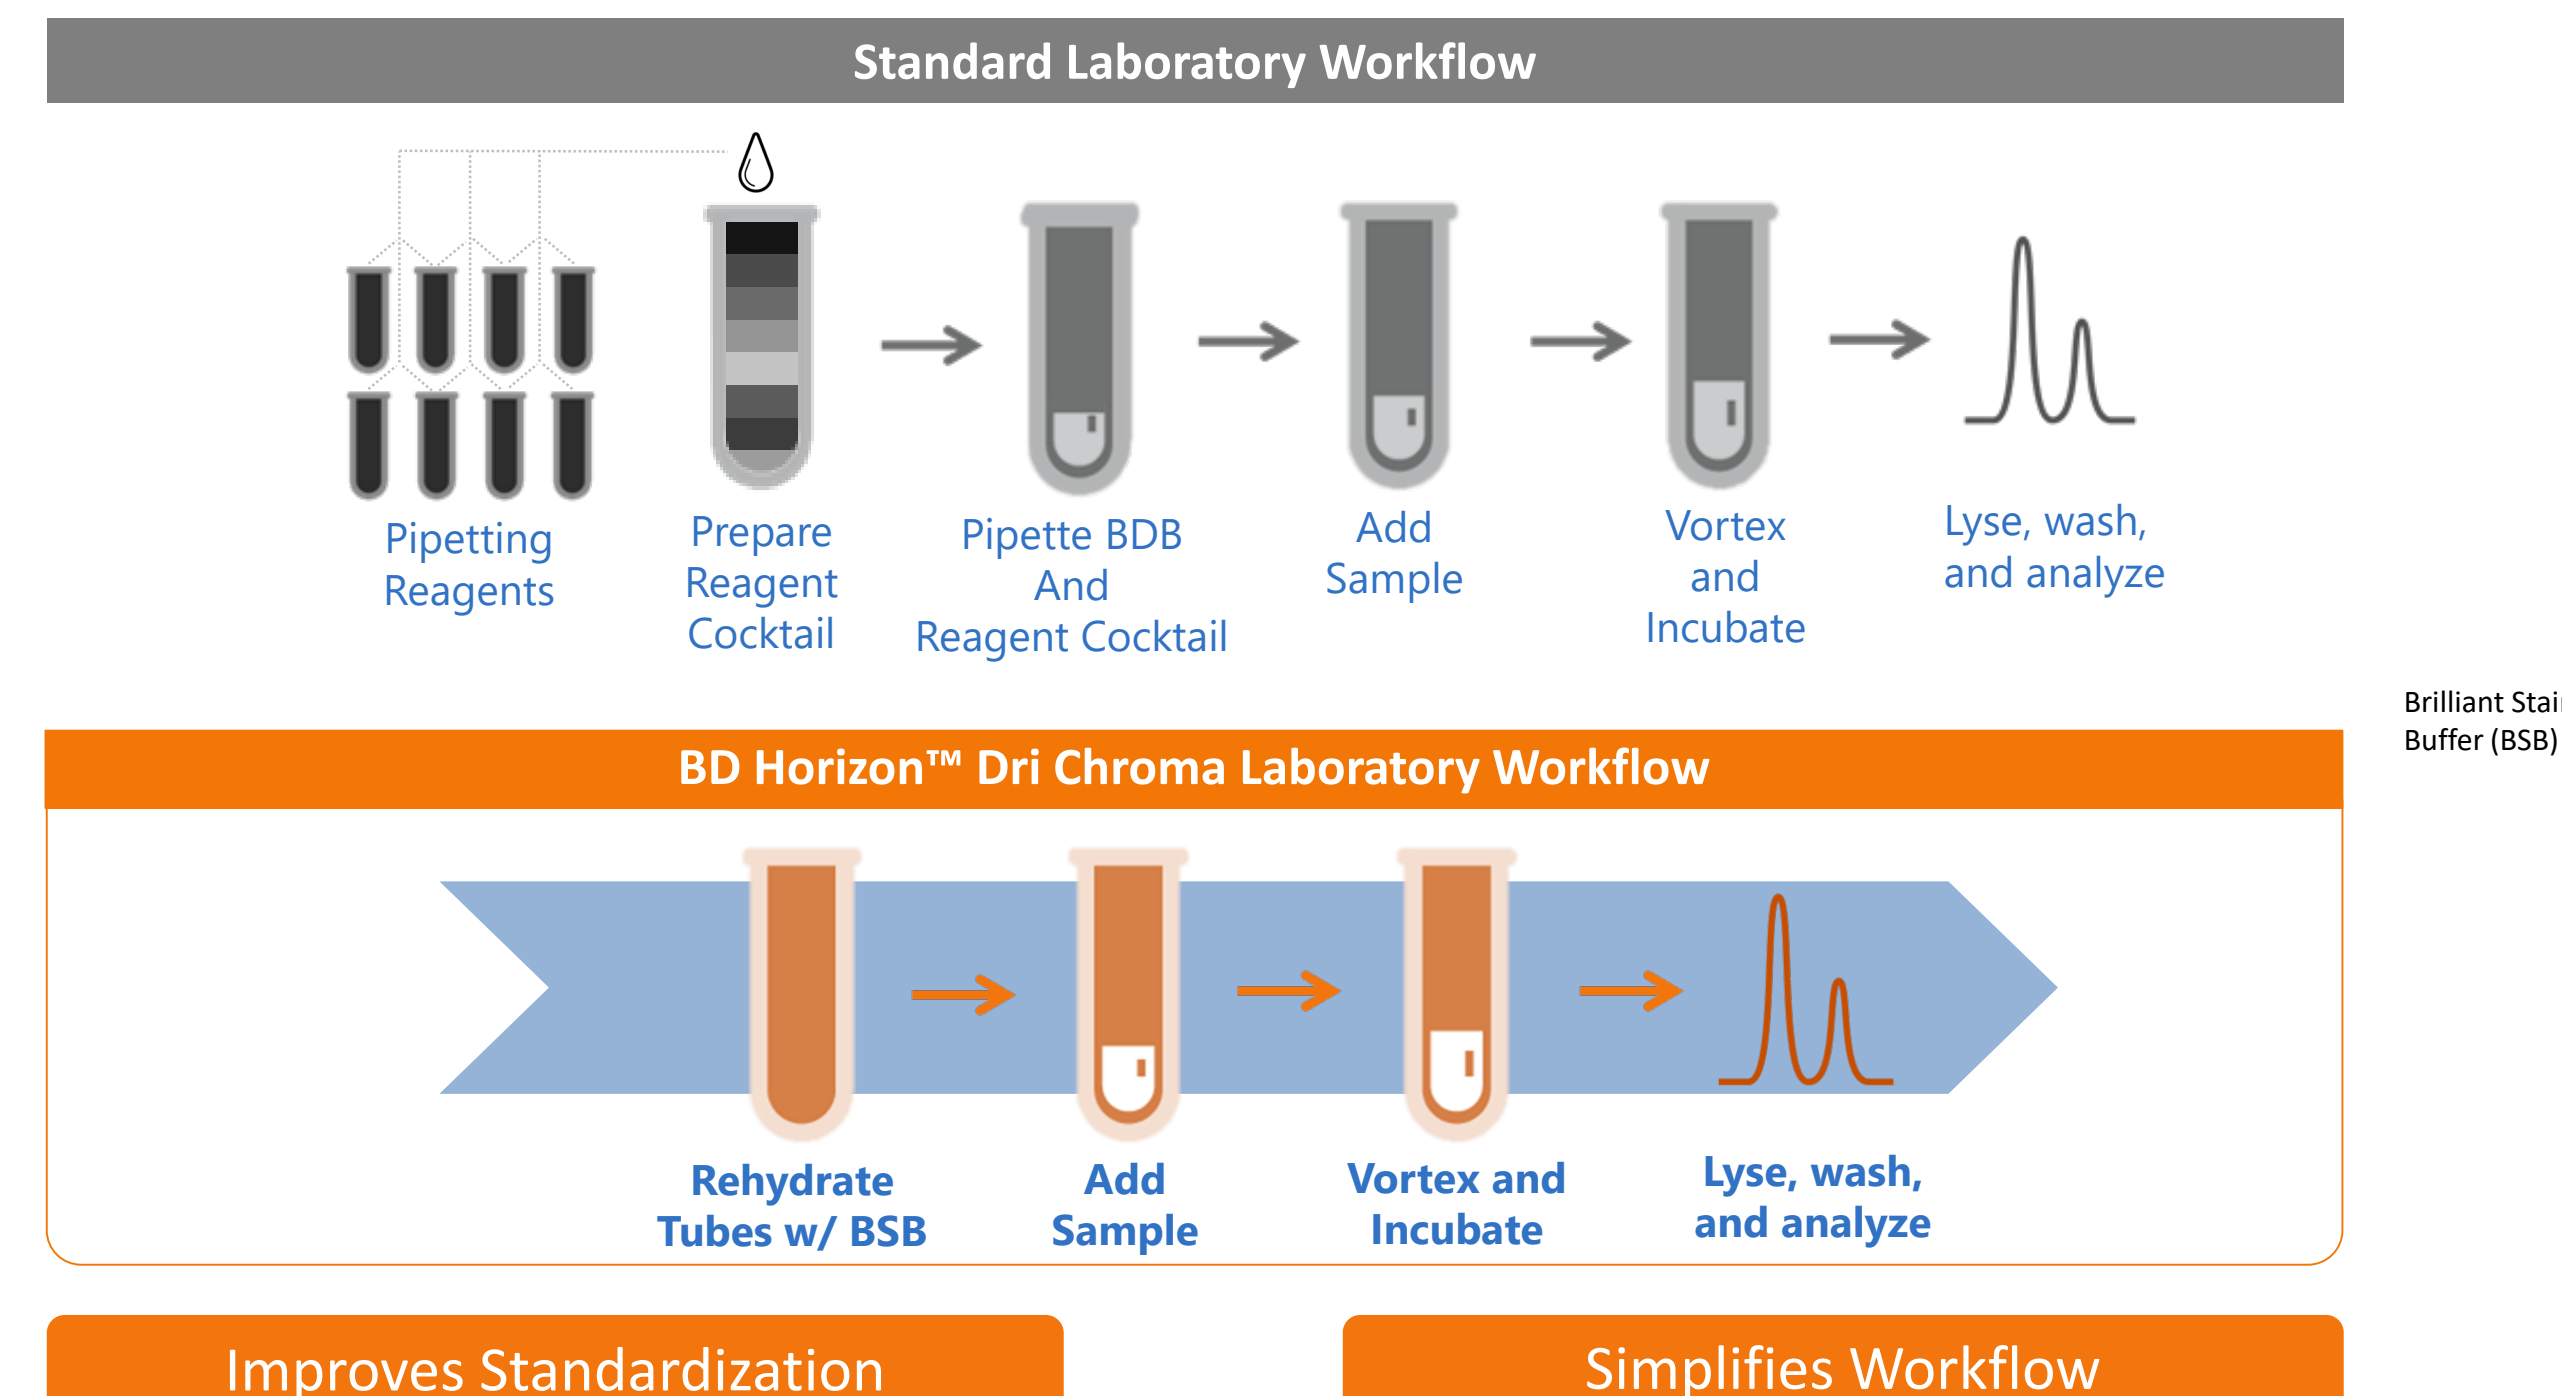 Standard Laboratory Workflow
Pipetting
Reagents
Prepare
Reagent
Cocktail
Pipette BDB
And
Reagent Cocktail
Add
Sample
Vortex
and
Incubate
Lyse, wash,
and analyze
Brilliant Stain
Buffer (BSB)
BD Horizon™ Dri Chroma Laboratory Workflow
Rehydrate
Tubes w/ BSB
Add
Sample
Vortex and
Incubate
Lyse, wash,
and analyze
Improves Standardization
Simplifies Workflow